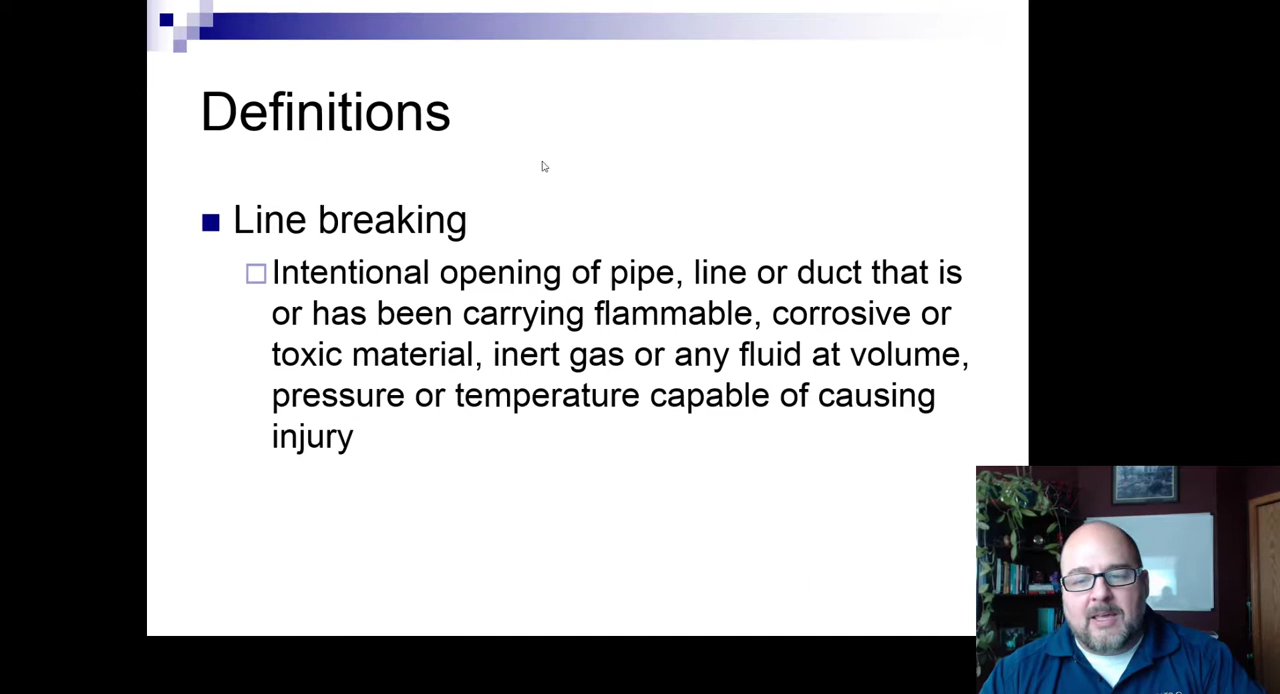 Definitions
Line breaking
Intentional opening of pipe, line or duct that is
or has been carrying flammable, corrosive or
toxic material, inert gas or any fluid at volume,
pressure or temperature capable of causing
injury